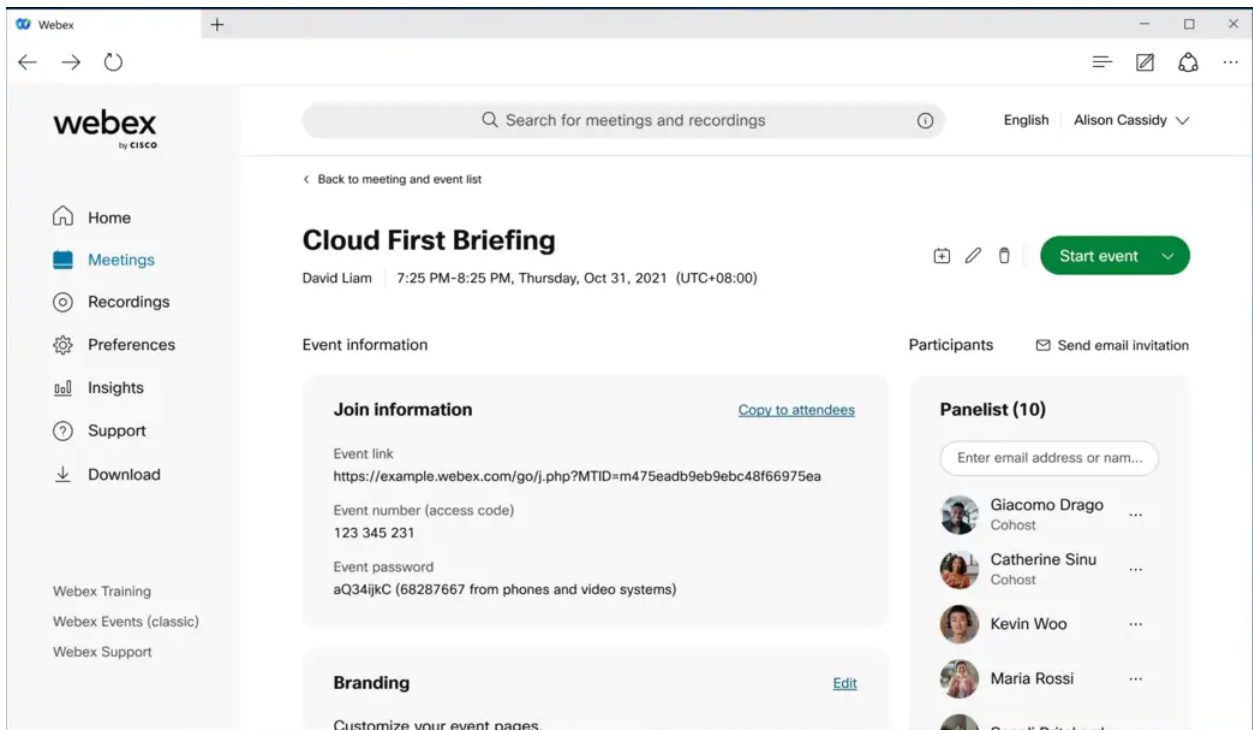 Webex
webex
by CISCO
Search for meetings and recordings
English
Alison Cassidy
Back to meeting and event list
Home
Meetings
Recordings
Preferences
Insights
Support
Download
Webex Training
Webex Events (classic)
Webex Support
Cloud First Briefing
David Liam 7:25 PM-8:25 PM, Thursday, Oct 31, 2021 (UTC+08:00)
Start event
Event information
Join information
Copy to attendees
Event link
https://example.webex.com/go/j.php?MTID=m475eadb9eb9ebc48f66975ea
Event number (access code)
123 345 231
Event password
aQ34ijkC (68287667 from phones and video systems)
Branding
Edit
Customize your event pages.
Participants
Send email invitation
Panelist (10)
Enter email address or nam...
Giacomo Drago
Cohost
Catherine Sinu
Cohost
Kevin Woo
Maria Rossi